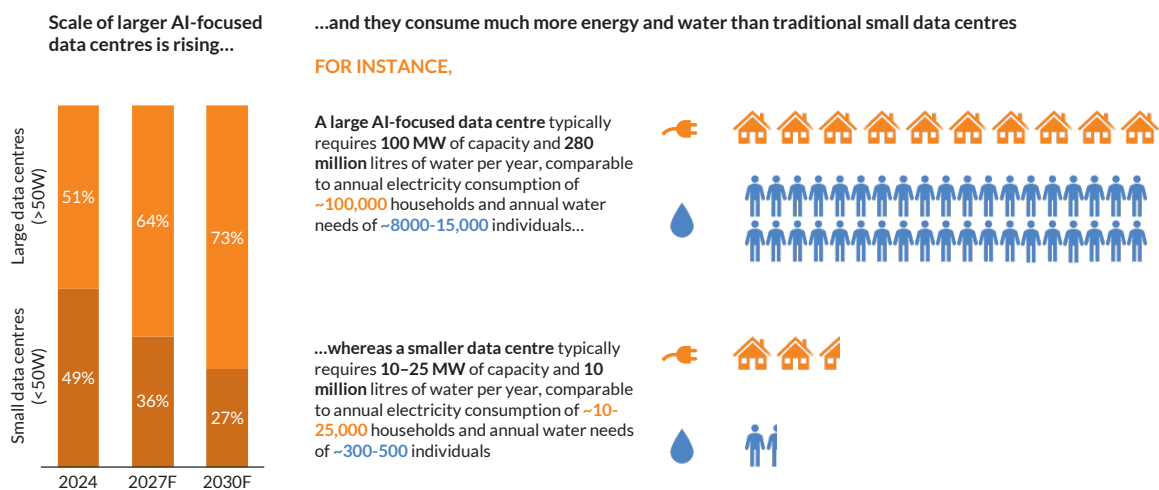 Scale of larger AI-focused
data centres is rising…
…and they consume much more energy and water than traditional small data centres
FOR INSTANCE,
Large data centres
(>50W)
Small data centres
(<50W)
51%
64%
73%
49%
36%
27%
2024
2027F
2030F
A large AI-focused data centre typically
requires 100 MW of capacity and 280
million litres of water per year, comparable
to annual electricity consumption of
~100,000 households and annual water
needs of ~8000-15,000 individuals…
…whereas a smaller data centre typically
requires 10–25 MW of capacity and 10
million litres of water per year, comparable
to annual electricity consumption of ~10-
25,000 households and annual water needs
of ~300-500 individuals